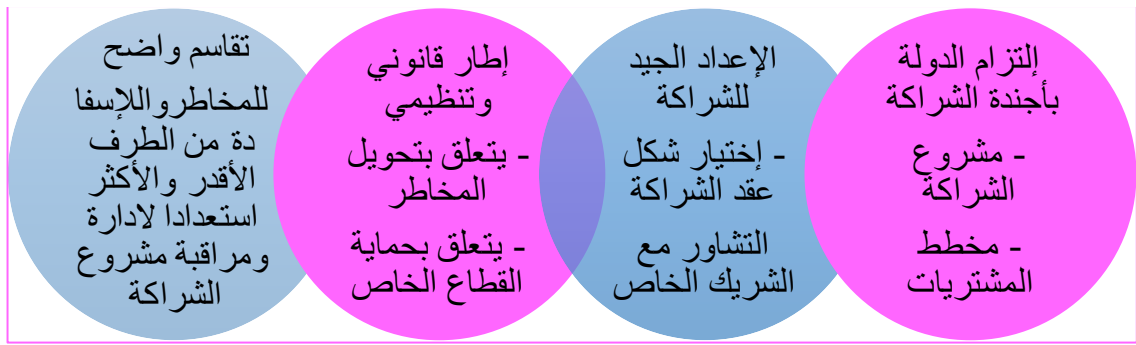 إلتزام الدولة
بأجندة الشراكة
- مشروع
الشراكة
- مخطط
المشتريات
الإعداد الجيد
للشراكة
- إختيار شكل
عقد الشراكة
التشاور مع
الشريك الخاص
إطار قانوني
وتنظيمي
- يتعلق بتحويل
المخاطر
- يتعلق بحماية
القطاع الخاص
تقاسم واضح
للمخاطرواللإسفا
دة من الطرف
الأقدر والأكثر
استعدادا لادارة
ومراقبة مشروع
الشراكة